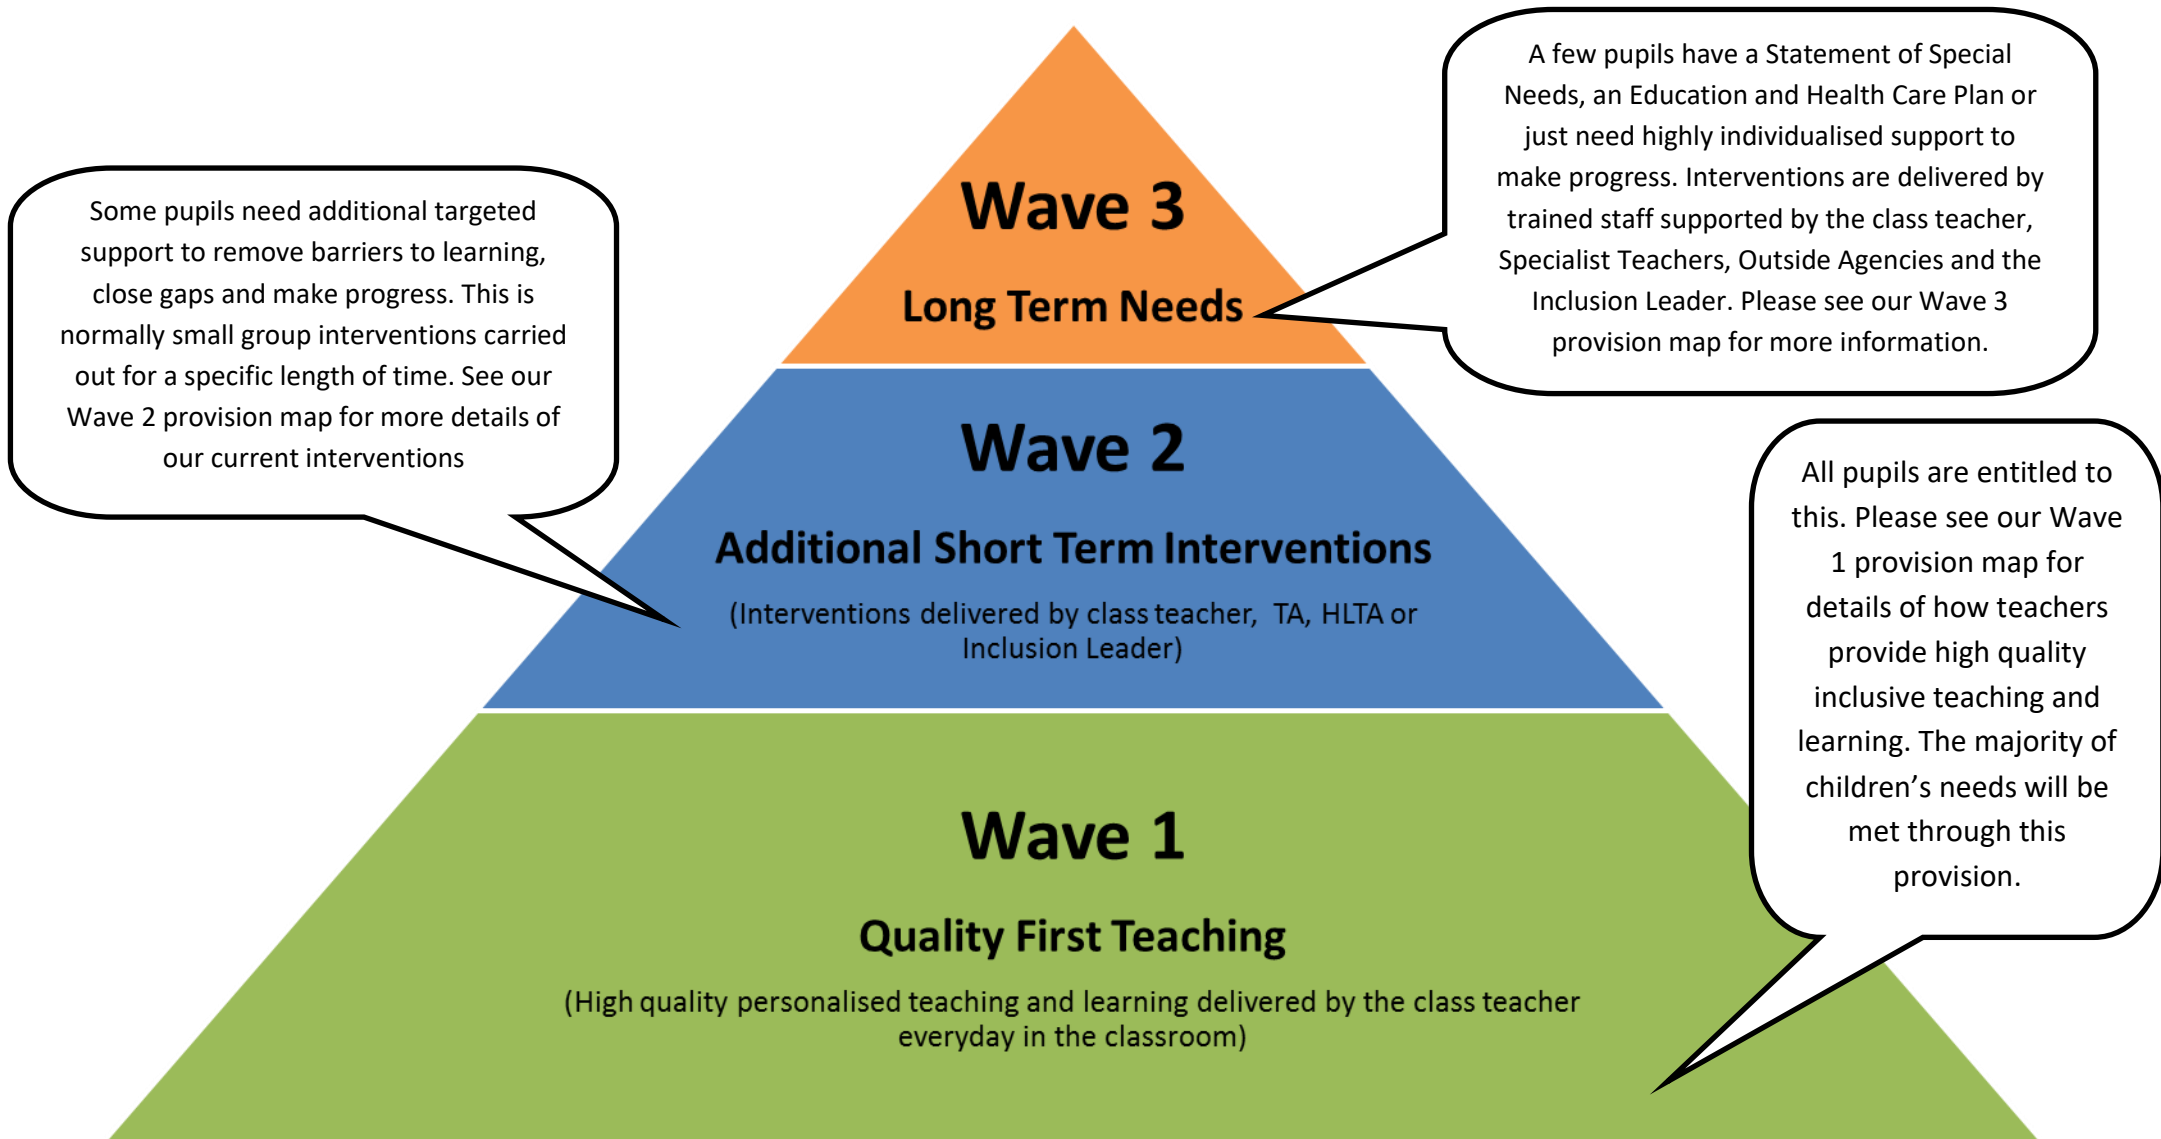 Wave 3
Long Term Needs
A few pupils have a Statement of Special
Needs, an Education and Health Care Plan or
just need highly individualised support to
make progress. Interventions are delivered by
trained staff supported by the class teacher,
Specialist Teachers, Outside Agencies and the
Inclusion Leader. Please see our Wave 3
provision map for more information.
Some pupils need additional targeted
support to remove barriers to learning,
close gaps and make progress. This is
normally small group interventions carried
out for a specific length of time. See our
Wave 2 provision map for more details of
our current interventions
Wave 2
Additional Short Term Interventions
(Interventions delivered by class teacher, TA, HLTA or
Inclusion Leader)
All pupils are entitled to
this. Please see our Wave
1 provision map for
details of how teachers
provide high quality
inclusive teaching and
learning. The majority of
children’s needs will be
met through this
provision.
Wave 1
Quality First Teaching
(High quality personalised teaching and learning delivered by the class teacher
everyday in the classroom)